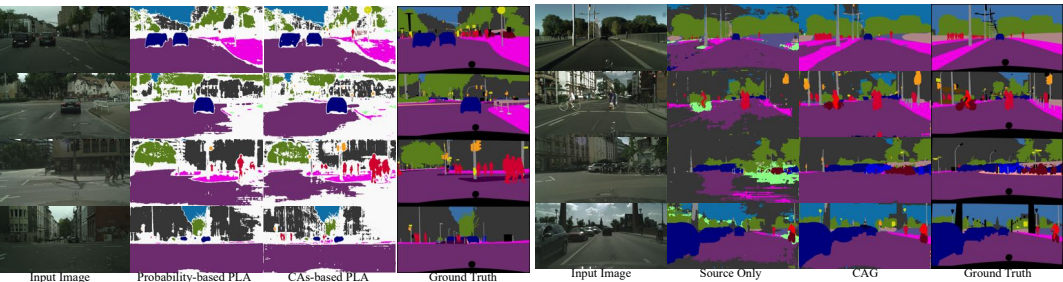 Input Image Probability-based PLA CAs-based PLA Ground Truth
Input Image Source Only CAG Ground Truth